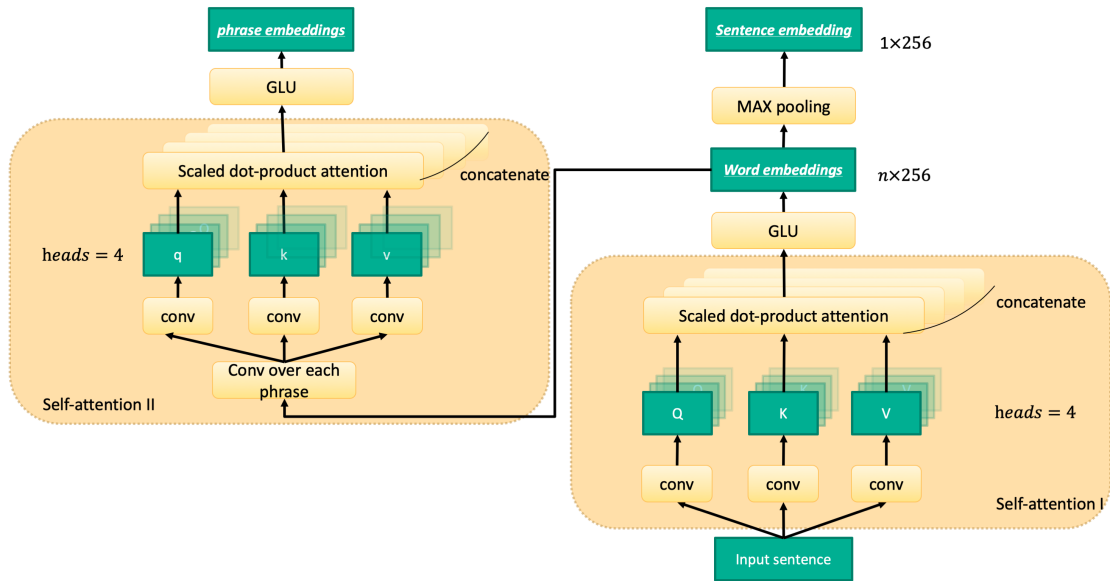 phrase embeddings
GLU
Scaled dot-product attention
concatenate
heads = 4
q
k
v
conv
conv
conv
Conv over each
phrase
Self-attention II
Sentence embedding
1×256
MAX pooling
Word embeddings
n×256
GLU
concatenate
Scaled dot-product attention
Q
K
V
Q
K
V
heads = 4
conv
conv
conv
Self-attention I
Input sentence